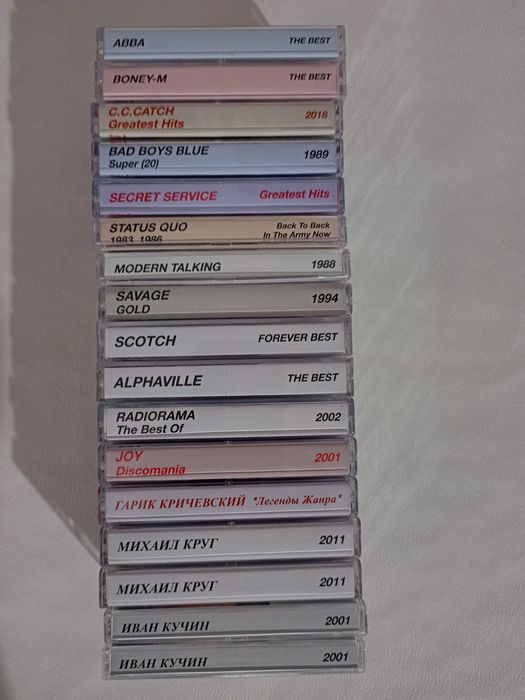 ABBA THE BEST
BONEY-M THE BEST
C.C.CATCH 2018
Greatest Hits
BAD BOYS BLUE 1989
Super (20)
SECRET SERVICE Greatest Hits
STATUS QUO Back To Back
1983 1986 In The Army Now
MODERN TALKING 1988
SAVAGE 1994
GOLD
SCOTCH FOREVER BEST
ALPHAVILLE THE BEST
RADIORAMA 2002
The Best Of
JOY 2001
Discomania
ГАРИК КРИЧЕВСКИЙ "Легенды Жанра"
МИХАИЛ КРУГ 2011
МИХАИЛ КРУГ 2011
ИВАН КУЧИН 2001
ИВАН КУЧИН 2001